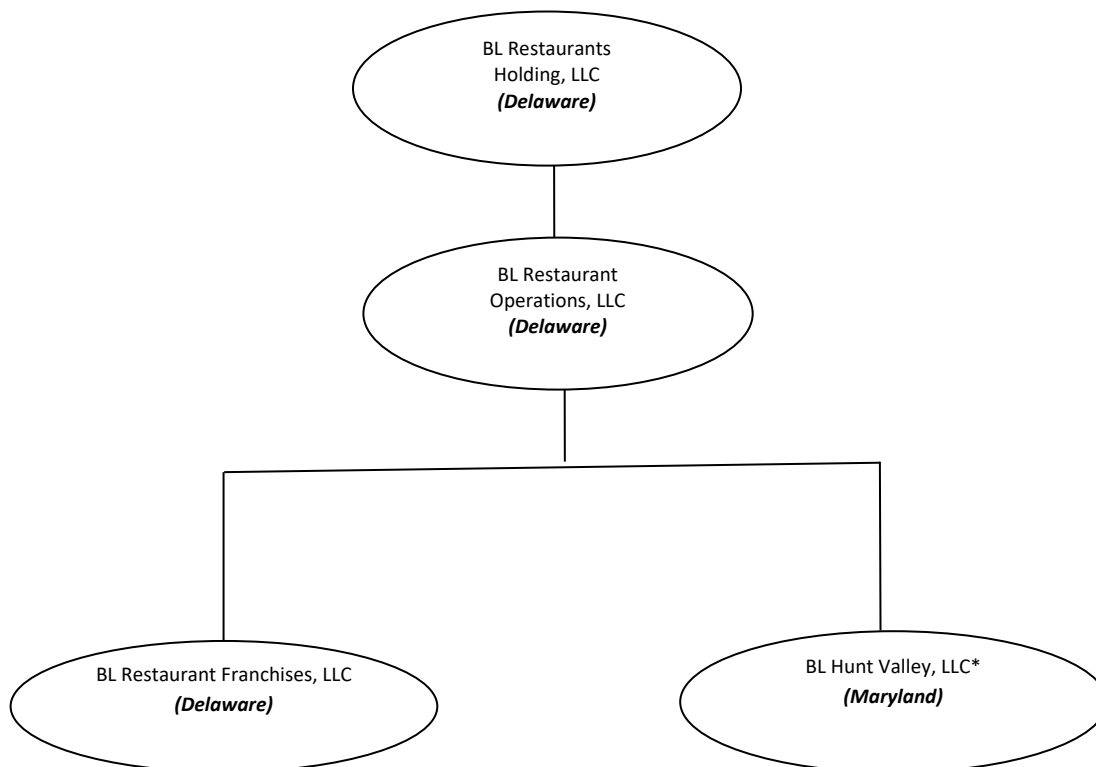 BL Restaurants
Holding, LLC
(Delaware)
BL Restaurant
Operations, LLC
(Delaware)
BL Restaurant Franchises, LLC
(Delaware)
BL Hunt Valley, LLC*
(Maryland)